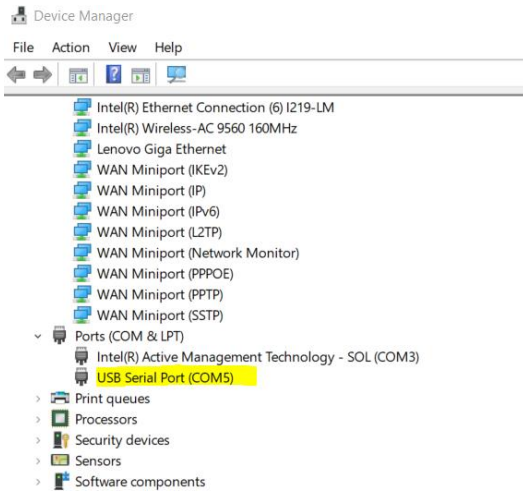 Device Manager
File Action View Help
Intel(R) Ethernet Connection (6) I219-LM
Intel(R) Wireless-AC 9560 160MHz
Lenovo Giga Ethernet
WAN Miniport (IKEv2)
WAN Miniport (IP)
WAN Miniport (IPv6)
WAN Miniport (L2TP)
WAN Miniport (Network Monitor)
WAN Miniport (PPPOE)
WAN Miniport (PPTP)
WAN Miniport (SSTP)
Ports (COM & LPT)
Intel(R) Active Management Technology - SOL (COM3)
USB Serial Port (COM5)
Print queues
Processors
Security devices
Sensors
Software components